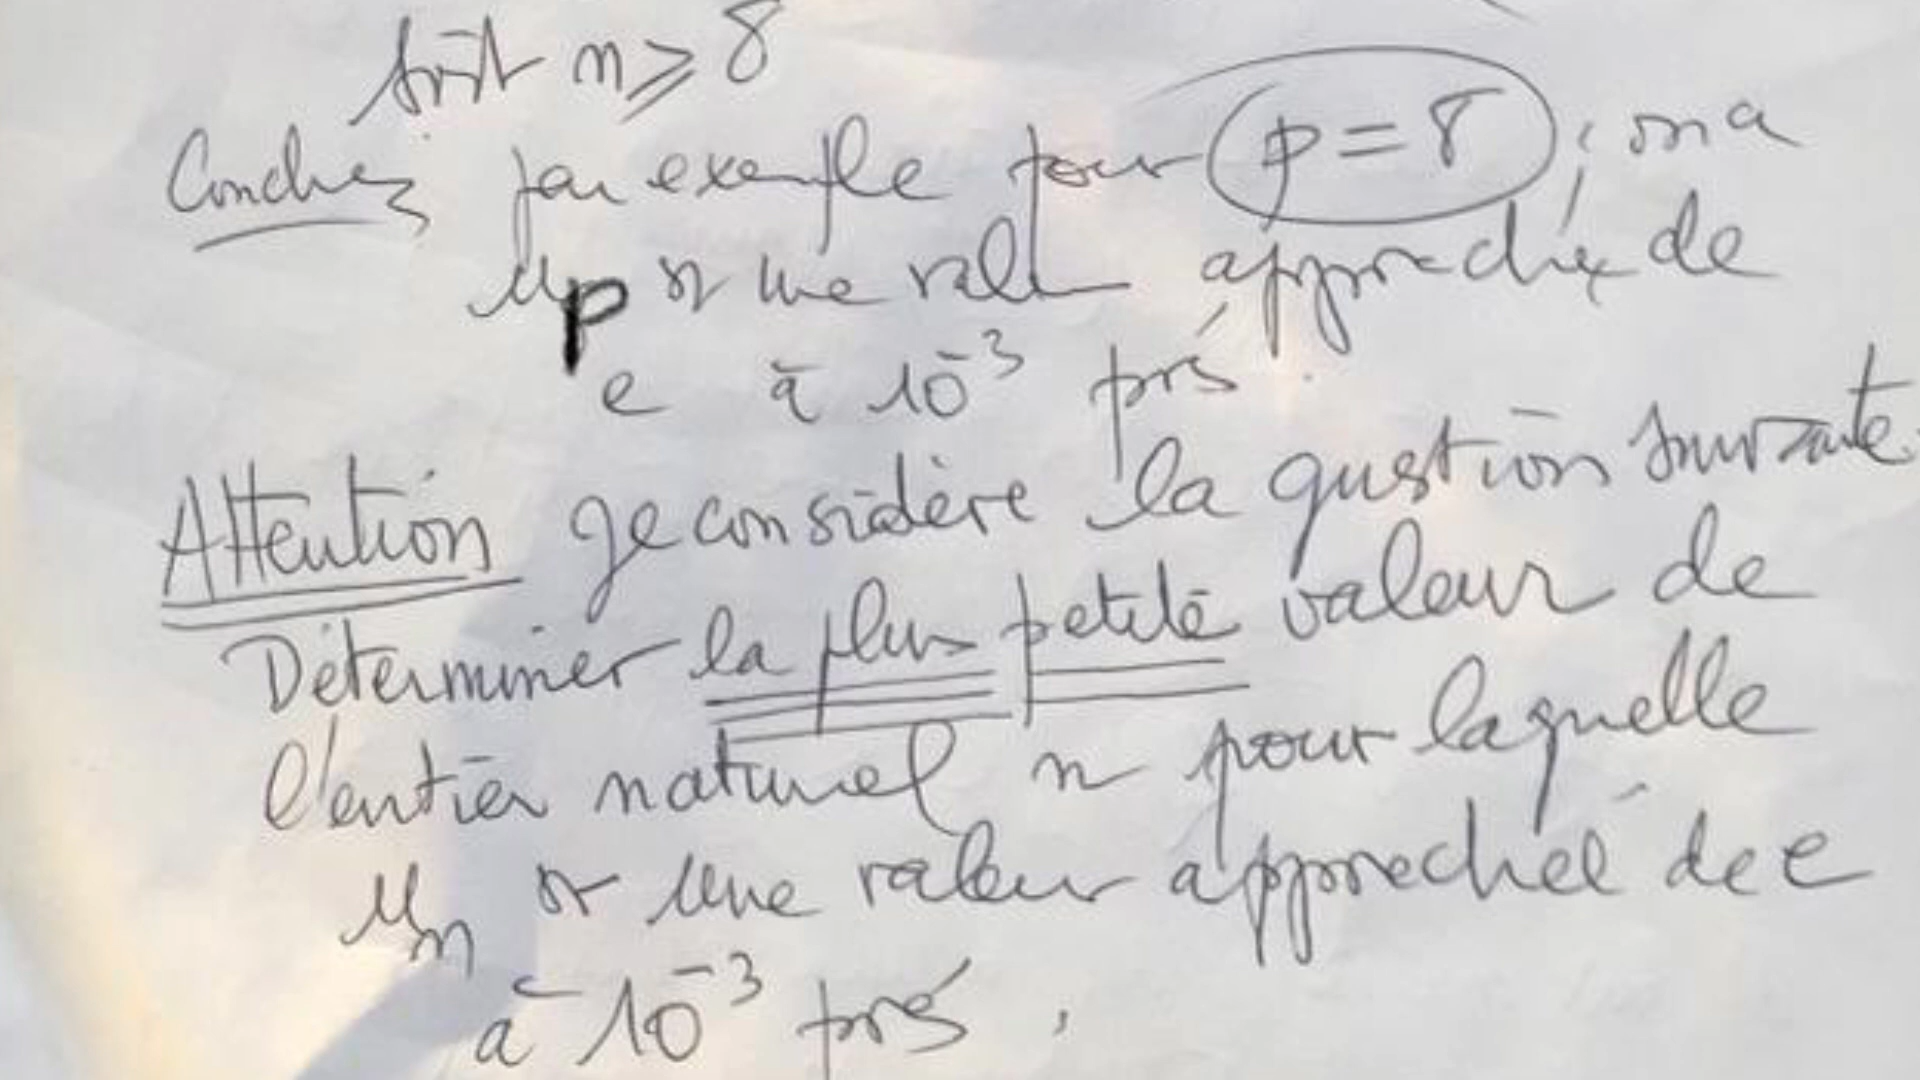 soit n ≥ 8
Conclusion par exemple pour p = 8 ; on a
up est une valeur approchée de
e à 10^-3 près.
Attention Je considère la question suivante
Déterminer la plus petite valeur de
l'entier naturel n pour laquelle
un est une valeur approchée de e
à 10^-3 près.